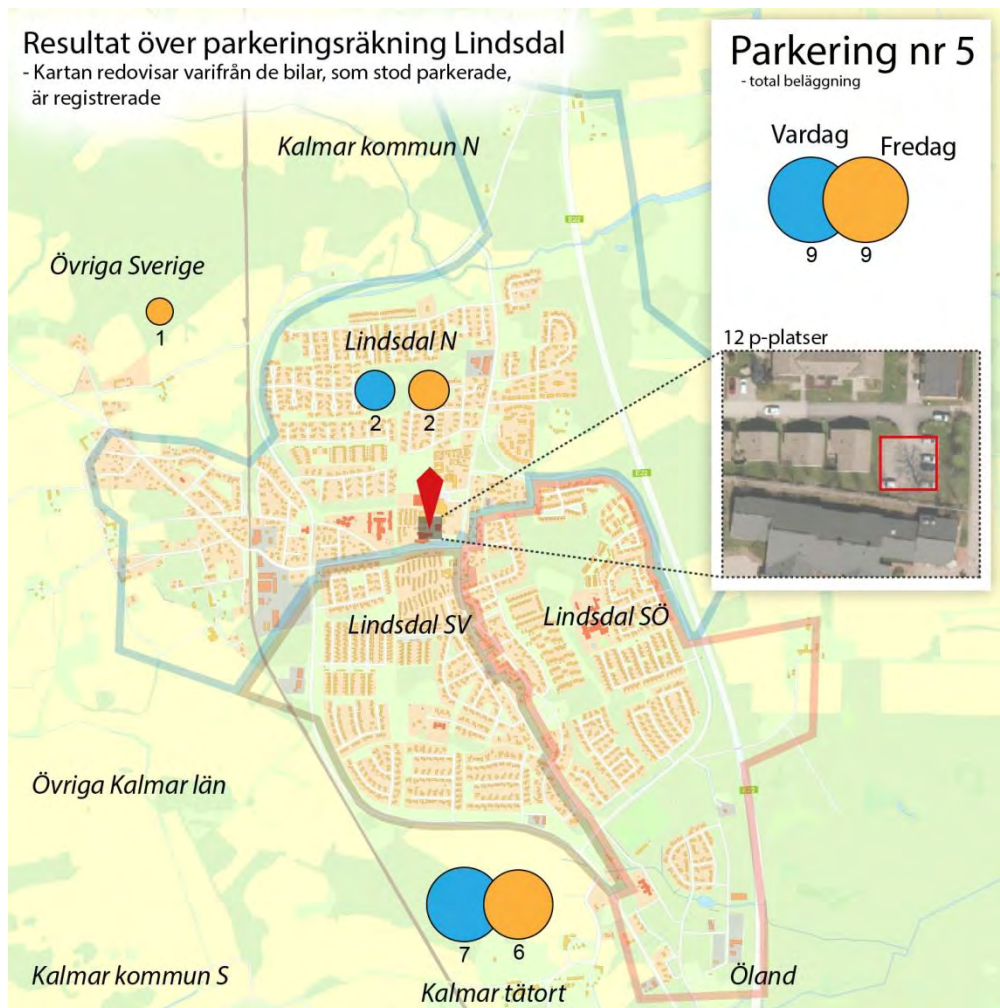 Resultat över parkeringsräkning Lindsdal
- Kartan redovisar varifrån de bilar, som stod parkerade,
är registrerade
Parkering nr 5
- total beläggning
Vardag
Fredag
9 9
12 p-platser
Kalmar kommun N
Övriga Sverige
1
Lindsdal N
2 2
Lindsdal SV
Lindsdal SÖ
Övriga Kalmar län
7 6
Kalmar kommun S
Kalmar tätort
Öland